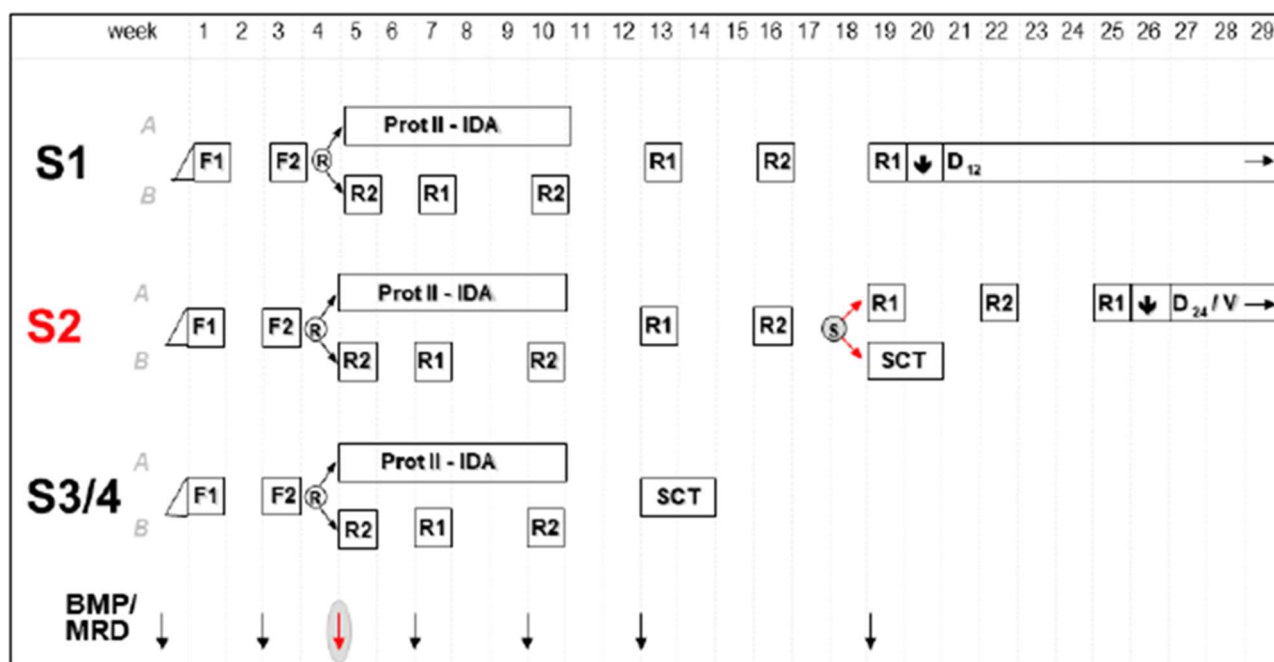 week 1 2 3 4 5 6 7 8 9 10 11 12 13 14 15 16 17 18 19 20 21 22 23 24 25 26 27 28 29
A Prot II - IDA
S1 F1 F2 R R1 R2 R1 D12
B R2 R1 R2
A Prot II - IDA R1 R2 R1 D24 / V
S2 F1 F2 R R1 R2 S
B R2 R1 R2 SCT
A Prot II - IDA
S3/4 F1 F2 R SCT
B R2 R1 R2
BMP/
MRD